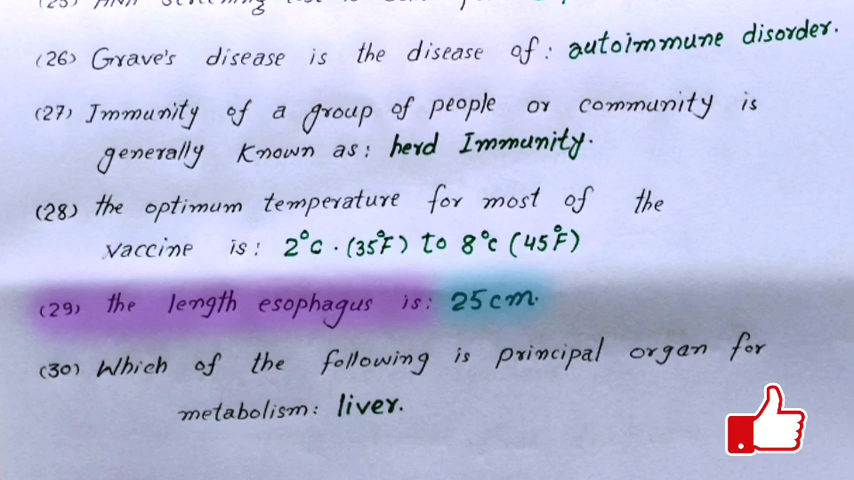 (26) Grave's disease is the disease of: autoimmune disorder.
(27) Immunity of a group of people or community is
generally Known as: herd Immunity.
(28) the optimum temperature for most of the
vaccine is: 2°C. (35°F) to 8°c (45°F)
(29) the length esophagus is: 25cm.
(30) Which of the following is principal organ for
metabolism: liver.